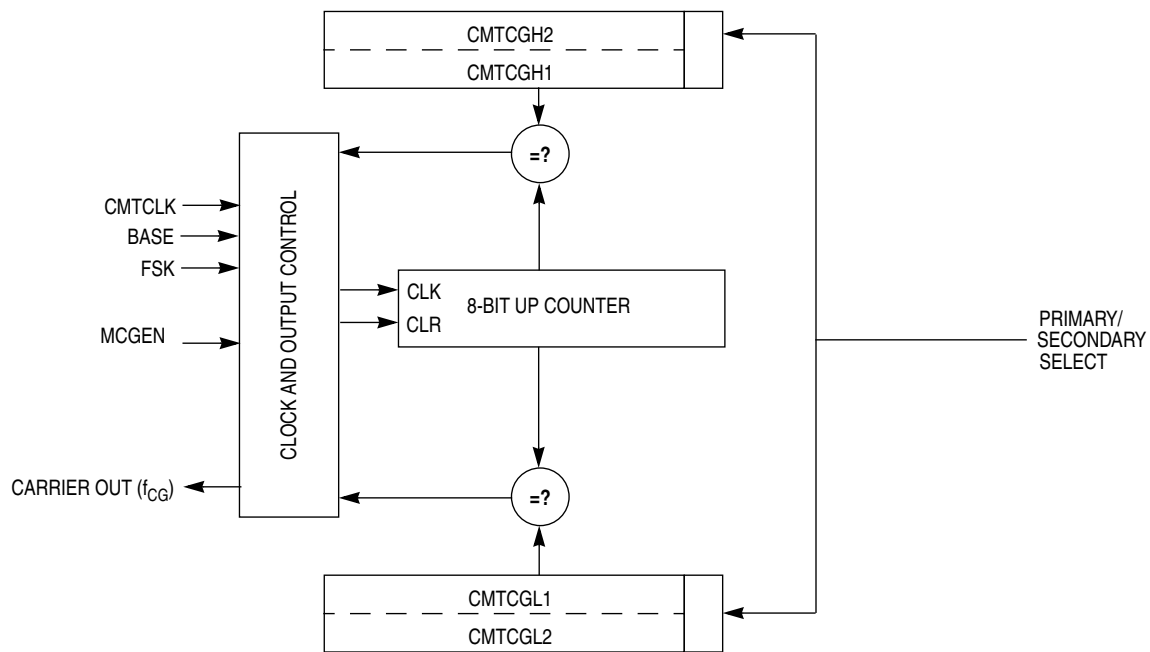 CMTCGH2
CMTCGH1
=?
CMTCLK
BASE
FSK
MCGEN
CLOCK AND OUTPUT CONTROL
CLK
CLR
8-BIT UP COUNTER
PRIMARY/
SECONDARY
SELECT
CARRIER OUT (fCG)
=?
CMTCGL1
CMTCGL2